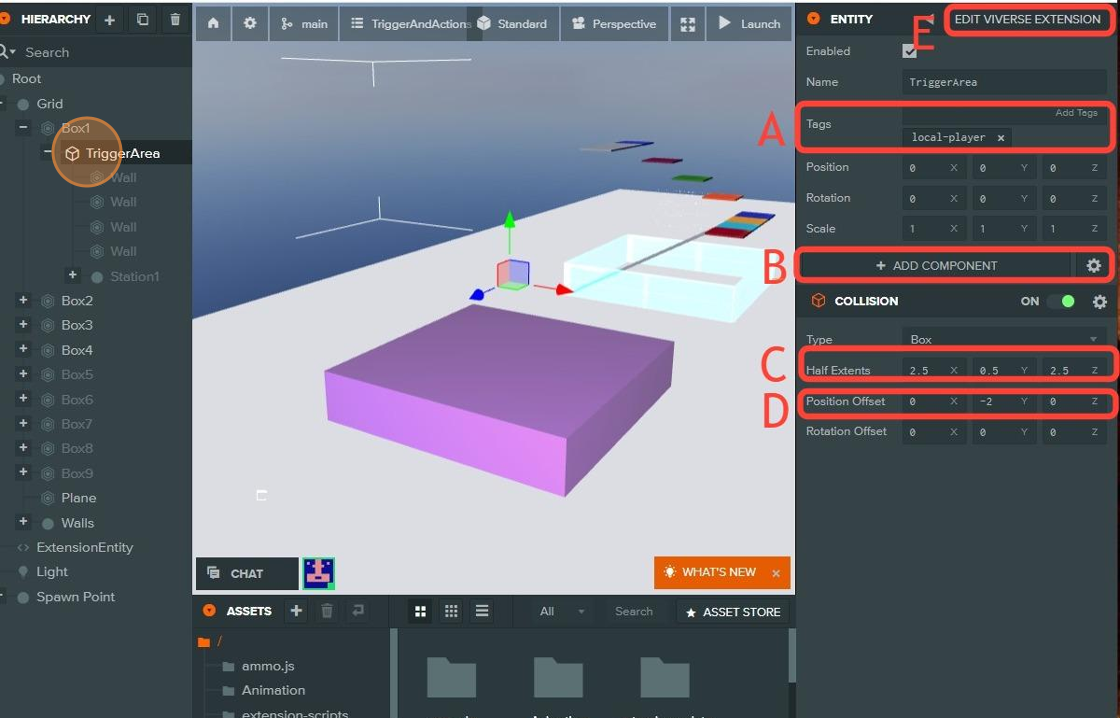 HIERARCHY
Search
Root
Grid
Box1
TriggerArea
Wall
Wall
Wall
Wall
Station1
Box2
Box3
Box4
Box5
Box6
Box7
Box8
Box9
Plane
Walls
ExtensionEntity
Light
Spawn Point
main
TriggerAndActions
Standard
Perspective
Launch
CHAT
WHAT'S NEW
ASSETS
All
Search
ASSET STORE
/
ammo.js
Animation
extension-scripts
ENTITY
E
EDIT VIVERSE EXTENSION
Enabled
Name TriggerArea
A
Tags
Add Tags
local-player ×
Position 0 X 0 Y 0 Z
Rotation 0 X 0 Y 0 Z
Scale 1 X 1 Y 1 Z
B
+ ADD COMPONENT
COLLISION ON
Type Box
C
Half Extents 2.5 X 0.5 Y 2.5 Z
D
Position Offset 0 X -2 Y 0 Z
Rotation Offset 0 X 0 Y 0 Z